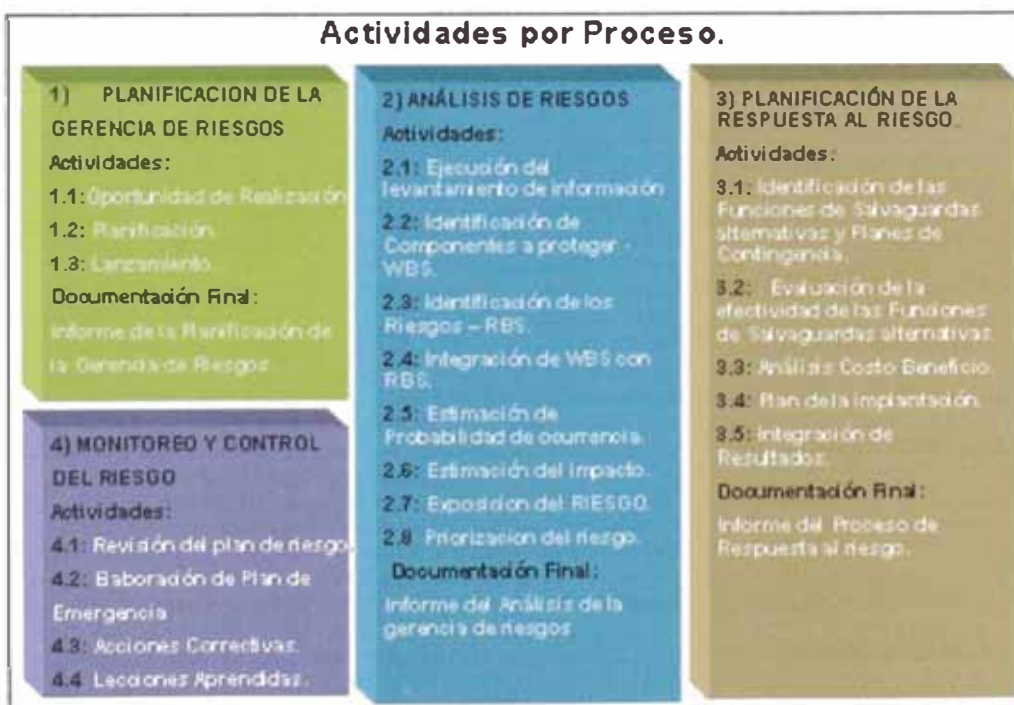 Actividades por Proceso.
1) PLANIFICACION DE LA
GERENCIA DE RIESGOS
Actividades:
1.1: Oportunidad de Realización
1.2: Planificación
1.3: Lanzamiento
Documentación Final:
Informe de la Planificación de
la Gerencia de Riesgos.
4) MONITOREO Y CONTROL
DEL RIESGO
Actividades:
4.1: Revisión del plan de riesgo.
4.2: Elaboración de Plan de
Emergencia
4.3: Acciones Correctivas.
4.4 Lecciones Aprendidas.
2) ANÁLISIS DE RIESGOS
Actividades:
2.1: Ejecución del
levantamiento de información
2.2: Identificación de
Componentes a proteger -
WBS.
2.3: Identificación de los
Riesgos – RBS.
2.4: Integración de WBS con
RBS.
2.5: Estimación de
Probabilidad de ocurrencia.
2.6: Estimación del impacto.
2.7: Exposicion del RIESGO.
2.8 Priorizacion del riesgo.
Documentación Final:
Informe del Análisis de la
gerencia de riesgos
3) PLANIFICACIÓN DE LA
RESPUESTA AL RIESGO.
Actividades:
3.1: Identificación de las
Funciones de Salvaguardas
alternativas y Planes de
Contingencia.
3.2: Evaluación de la
efectividad de las Funciones
de Salvaguardas alternativas
3.3: Análisis Costo Beneficio.
3.4: Plan de la implantación.
3.5: Integración de
Resultados.
Documentación Final:
Informe del Proceso de
Respuesta al riesgo.